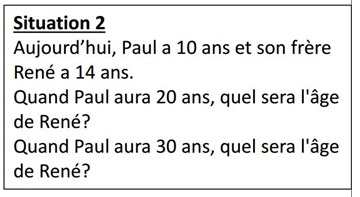 Situation 2
Aujourd’hui, Paul a 10 ans et son frère
René a 14 ans.
Quand Paul aura 20 ans, quel sera l'âge
de René?
Quand Paul aura 30 ans, quel sera l'âge
de René?